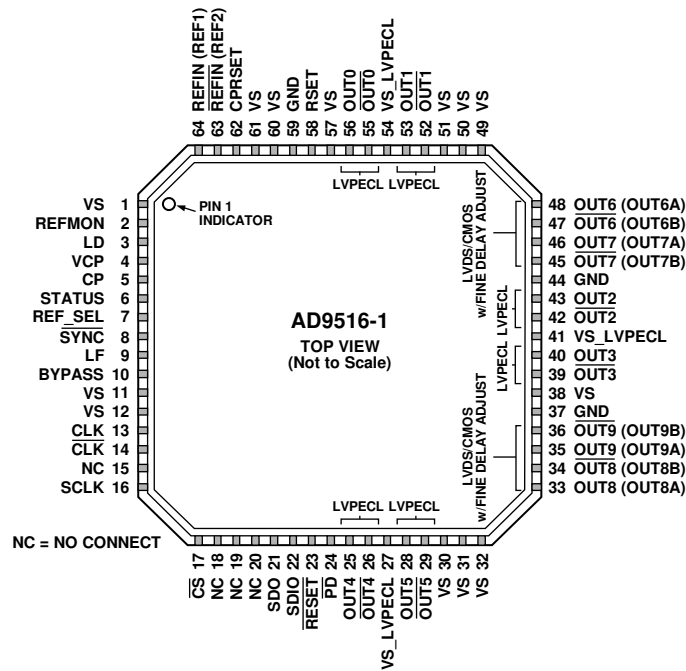 64 REFIN (REF1)
63 REFIN (REF2)
62 CPRSET
61 VS
60 VS
59 GND
58 RSET
57 VS
56 OUT0
55 OUT0
54 VS_LVPECL
53 OUT1
52 OUT1
51 VS
50 VS
49 VS
LVPECL
LVPECL
VS 1
REFMON 2
LD 3
VCP 4
CP 5
STATUS 6
REF_SEL 7
SYNC 8
LF 9
BYPASS 10
VS 11
VS 12
CLK 13
CLK 14
NC 15
SCLK 16
PIN 1
INDICATOR
AD9516-1
TOP VIEW
(Not to Scale)
LVDS/CMOS
w/FINE DELAY ADJUST
LVPECL
LVPECL
LVDS/CMOS
w/FINE DELAY ADJUST
48 OUT6 (OUT6A)
47 OUT6 (OUT6B)
46 OUT7 (OUT7A)
45 OUT7 (OUT7B)
44 GND
43 OUT2
42 OUT2
41 VS_LVPECL
40 OUT3
39 OUT3
38 VS
37 GND
36 OUT9 (OUT9B)
35 OUT9 (OUT9A)
34 OUT8 (OUT8B)
33 OUT8 (OUT8A)
LVPECL
LVPECL
NC = NO CONNECT
CS 17
NC 18
NC 19
NC 20
SDO 21
SDIO 22
RESET 23
PD 24
OUT4 25
OUT4 26
VS_LVPECL 27
OUT5 28
OUT5 29
VS 30
VS 31
VS 32